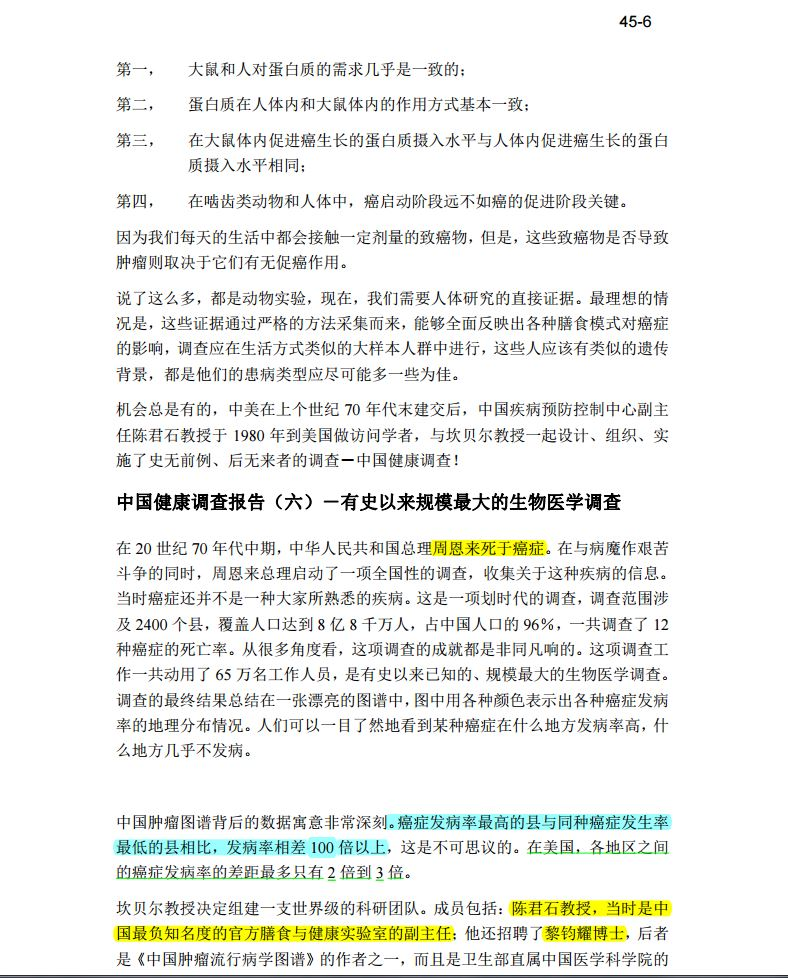 45-6
第一， 大鼠和人对蛋白质的需求几乎是一致的；
第二， 蛋白质在人体内和大鼠体内的作用方式基本一致；
第三， 在大鼠体内促进癌生长的蛋白质摄入水平与人体内促进癌生长的蛋白
质摄入水平相同；
第四， 在啮齿类动物和人体中，癌启动阶段远不如癌的促进阶段关键。
因为我们每天的生活中都会接触一定剂量的致癌物，但是，这些致癌物是否导致
肿瘤则取决于它们有无促癌作用。
说了这么多，都是动物实验，现在，我们需要人体研究的直接证据。最理想的情
况是，这些证据通过严格的方法采集而来，能够全面反映出各种膳食模式对癌症
的影响，调查应在生活方式类似的大样本人群中进行，这些人应该有类似的遗传
背景，都是他们的患病类型应尽可能多一些为佳。
机会总是有的，中美在上个世纪 70 年代末建交后，中国疾病预防控制中心副主
任陈君石教授于 1980 年到美国做访问学者，与坎贝尔教授一起设计、组织、实
施了史无前例、后无来者的调查－中国健康调查！
中国健康调查报告（六）－有史以来规模最大的生物医学调查
在 20 世纪 70 年代中期，中华人民共和国总理周恩来死于癌症。在与病魔作艰苦
斗争的同时，周恩来总理启动了一项全国性的调查，收集关于这种疾病的信息。
当时癌症还并不是一种大家所熟悉的疾病。这是一项划时代的调查，调查范围涉
及 2400 个县，覆盖人口达到 8 亿 8 千万人，占中国人口的 96%，一共调查了 12
种癌症的死亡率。从很多角度看，这项调查的成就都是非同凡响的。这项调查工
作一共动用了 65 万名工作人员，是有史以来已知的、规模最大的生物医学调查。
调查的最终结果总结在一张漂亮的图谱中，图中用各种颜色表示出各种癌症发病
率的地理分布情况。人们可以一目了然地看到某种癌症在什么地方发病率高，什
么地方几乎不发病。
中国肿瘤图谱背后的数据寓意非常深刻。癌症发病率最高的县与同种癌症发生率
最低的县相比，发病率相差 100 倍以上，这是不可思议的。在美国，各地区之间
的癌症发病率的差距最多只有 2 倍到 3 倍。
坎贝尔教授决定组建一支世界级的科研团队。成员包括：陈君石教授，当时是中
国最负知名度的官方膳食与健康实验室的副主任；他还招聘了黎钧耀博士，后者
是《中国肿瘤流行病学图谱》的作者之一，而且是卫生部直属中国医学科学院的